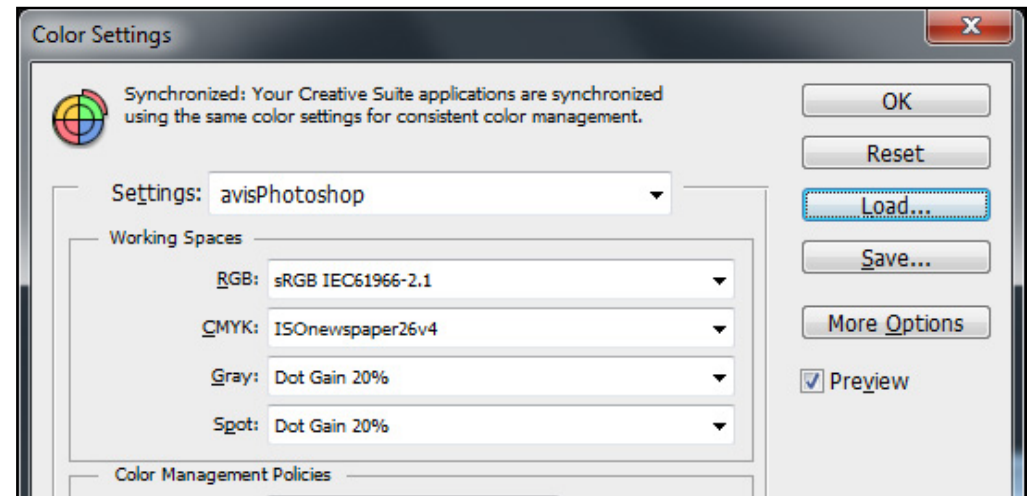 Color Settings
Synchronized: Your Creative Suite applications are synchronized
using the same color settings for consistent color management.
OK
Reset
Load...
Save...
More Options
Preview
Settings: avisPhotoshop
Working Spaces
RGB: sRGB IEC61966-2.1
CMYK: ISOnewspaper26v4
Gray: Dot Gain 20%
Spot: Dot Gain 20%
Color Management Policies